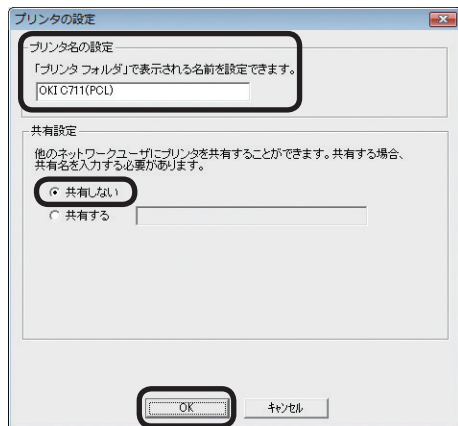 プリンタの設定
プリンタ名の設定
「プリンタ フォルダ」で表示される名前を設定できます。
OKI C711(PCL)
共有設定
他のネットワークユーザにプリンタを共有することができます。共有する場合、
共有名を入力する必要があります。
共有しない
共有する
OK
キャンセル